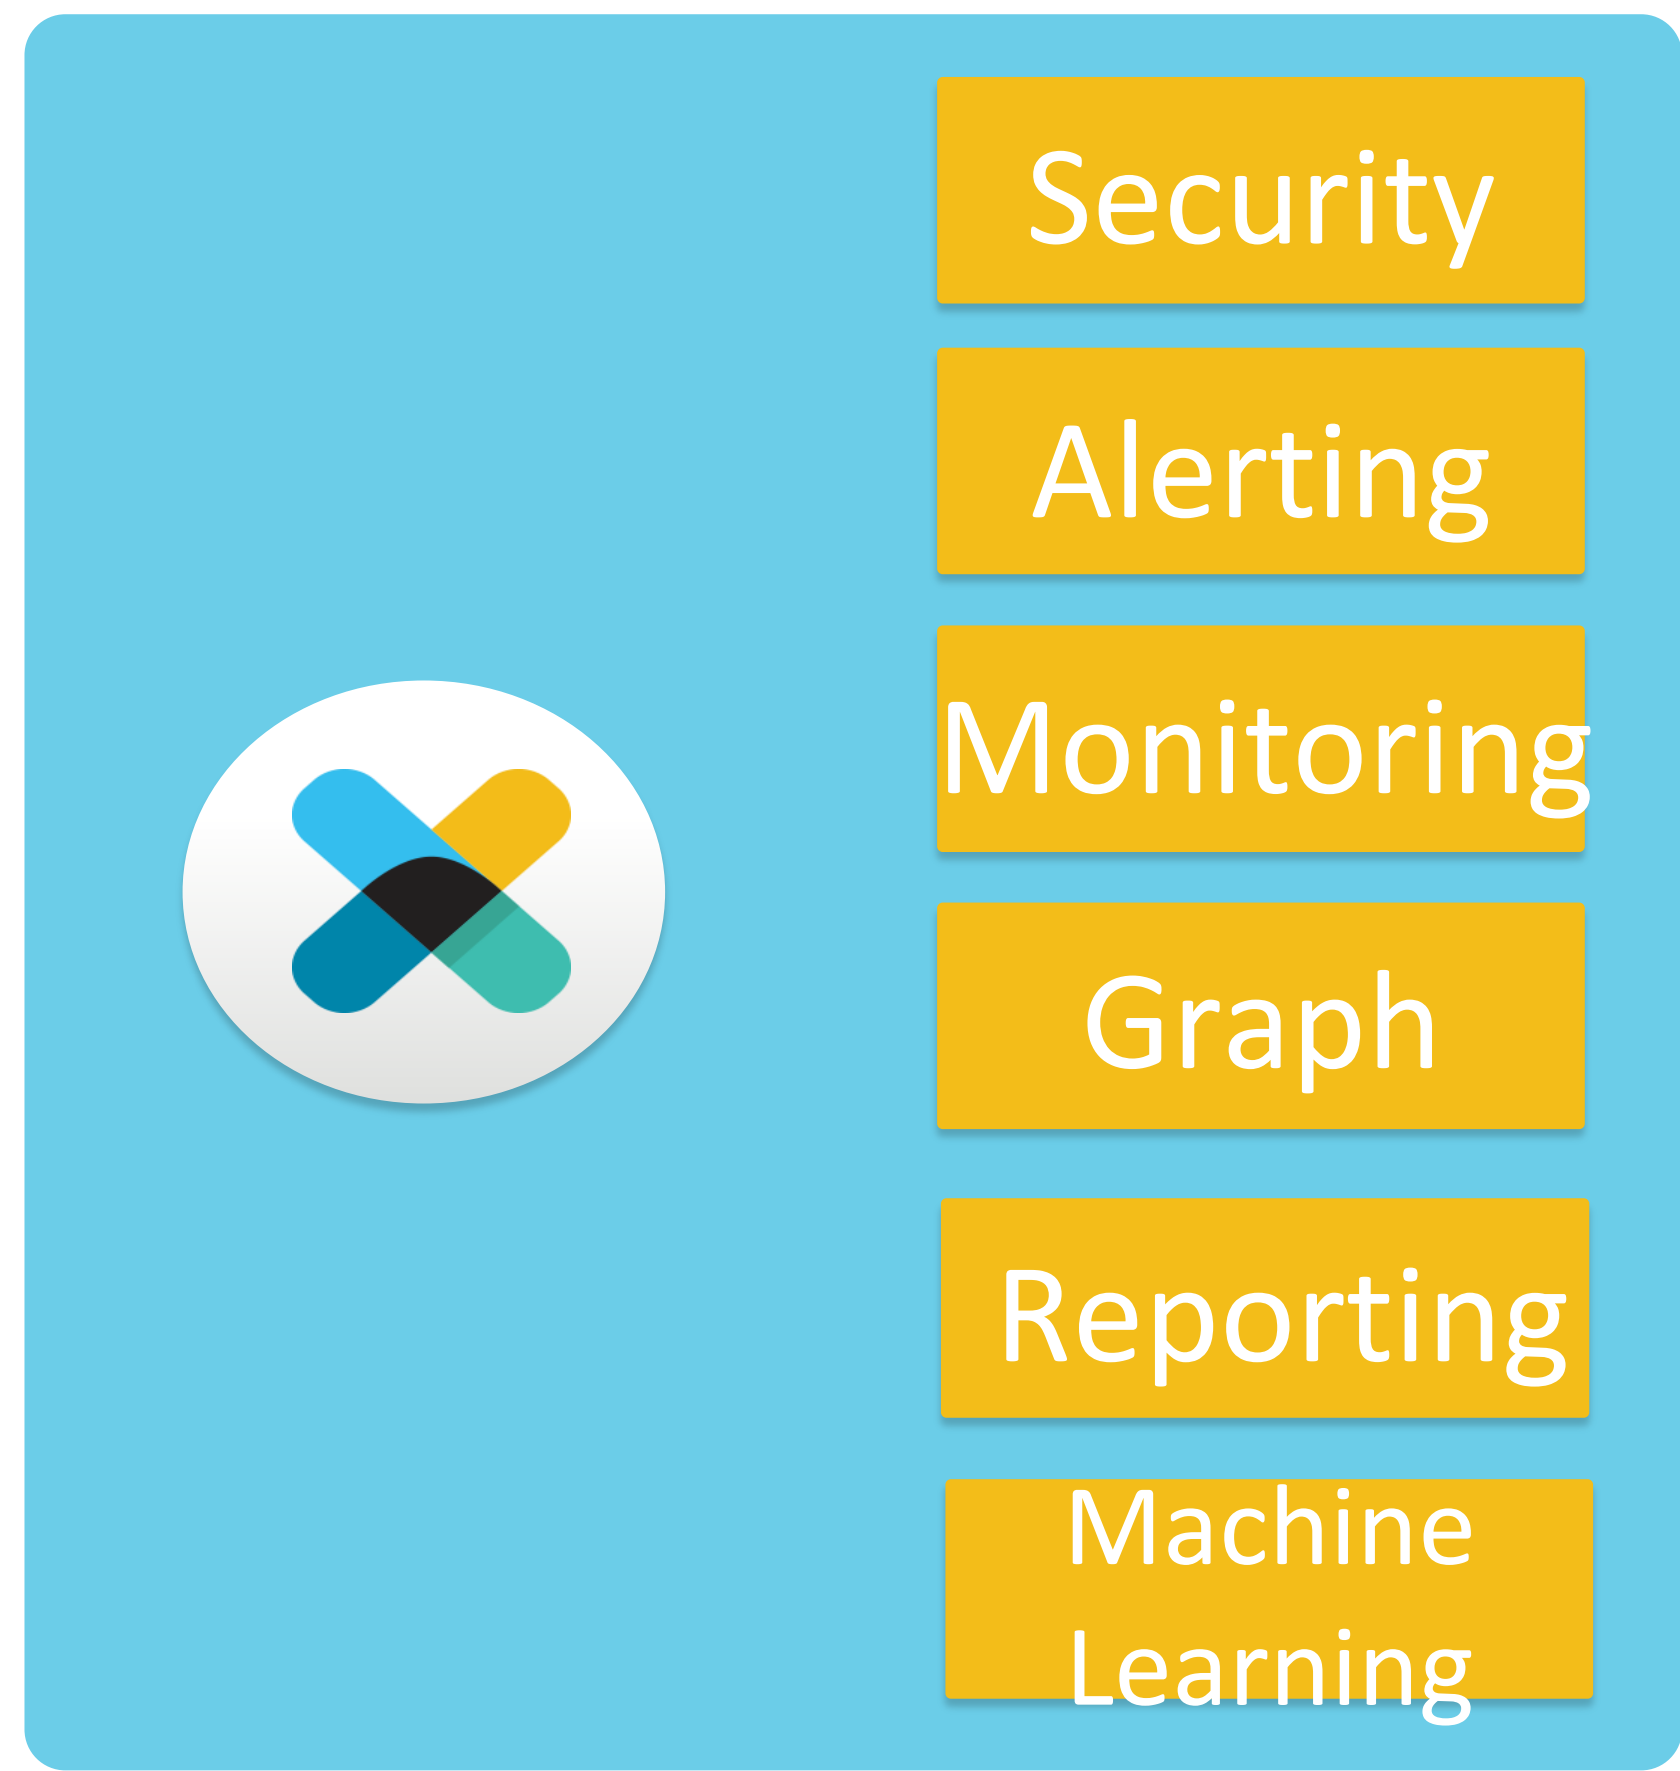 Security
Alerting
Monitoring
Graph
Reporting
Machine
Learning